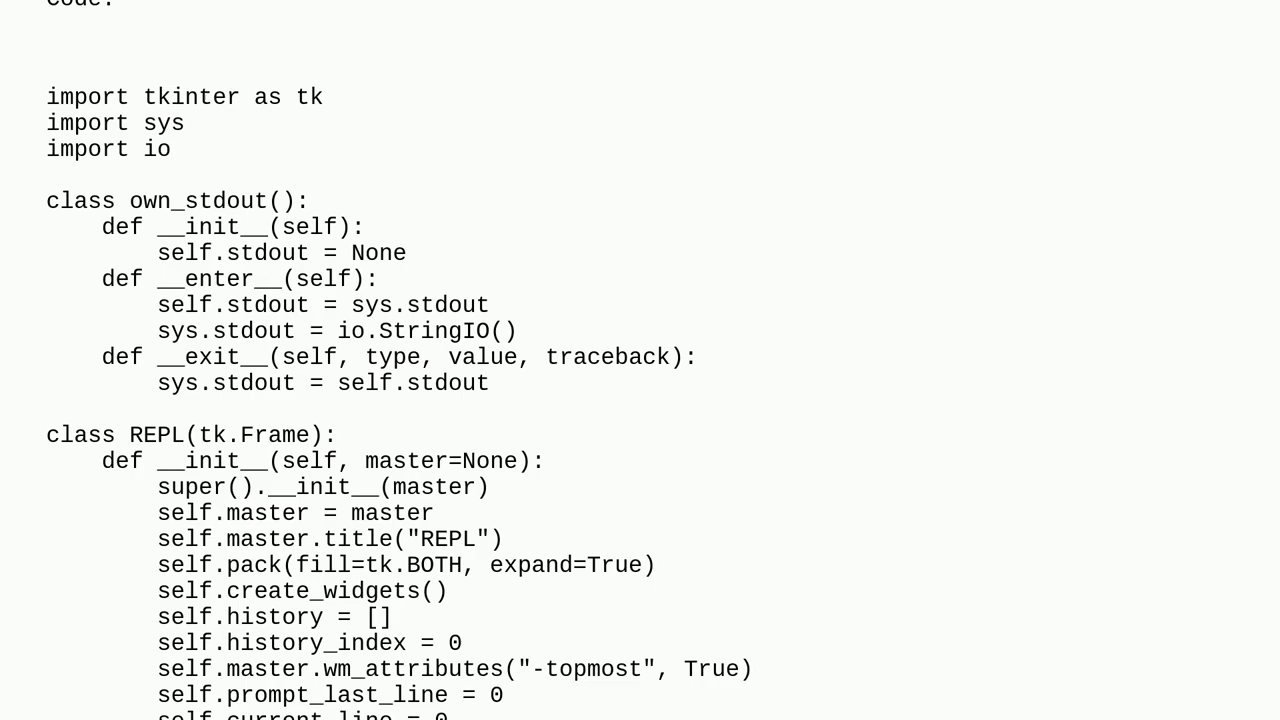 Code:
import tkinter as tk
import sys
import io
class own_stdout():
    def __init__(self):
        self.stdout = None
    def __enter__(self):
        self.stdout = sys.stdout
        sys.stdout = io.StringIO()
    def __exit__(self, type, value, traceback):
        sys.stdout = self.stdout
class REPL(tk.Frame):
    def __init__(self, master=None):
        super().__init__(master)
        self.master = master
        self.master.title("REPL")
        self.pack(fill=tk.BOTH, expand=True)
        self.create_widgets()
        self.history = []
        self.history_index = 0
        self.master.wm_attributes("-topmost", True)
        self.prompt_last_line = 0
        self.current_line = 0